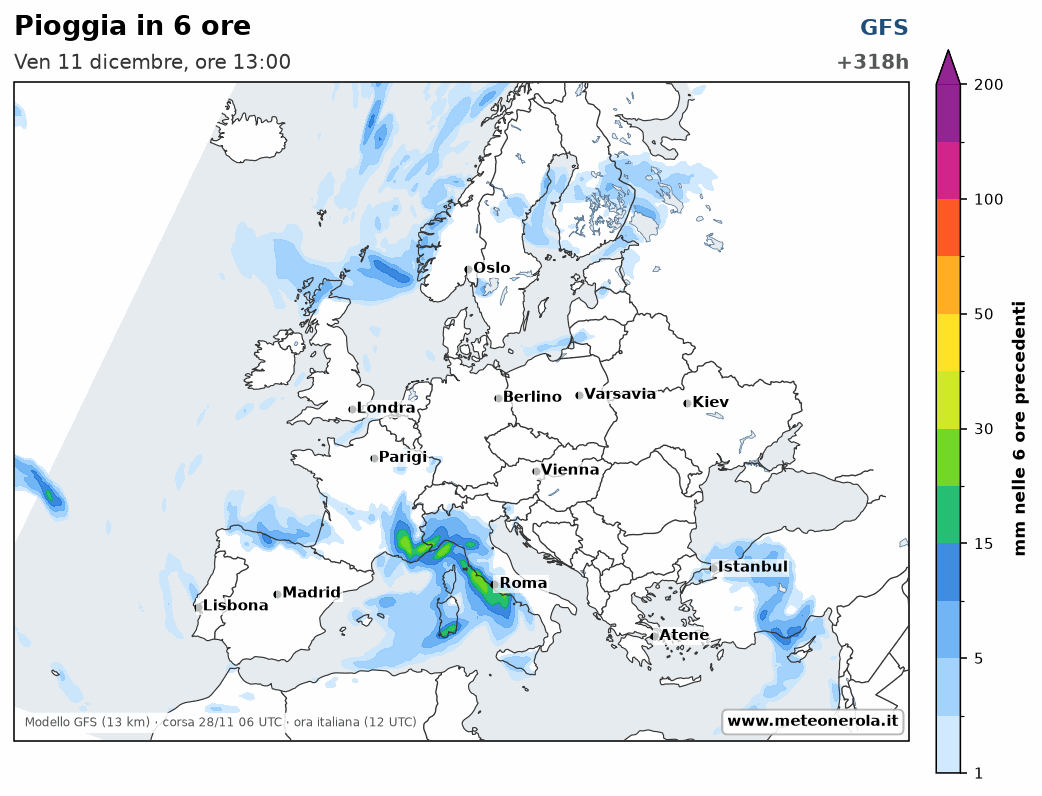 Pioggia in 6 ore
GFS
Ven 11 dicembre, ore 13:00
+318h
200
100
50
30
15
5
1
mm nelle 6 ore precedenti
Oslo
Londra
Berlino
Varsavia
Kiev
Parigi
Vienna
Istanbul
Roma
Madrid
Lisbona
Atene
Modello GFS (13 km) · corsa 28/11 06 UTC · ora italiana (12 UTC)
www.meteonerola.it